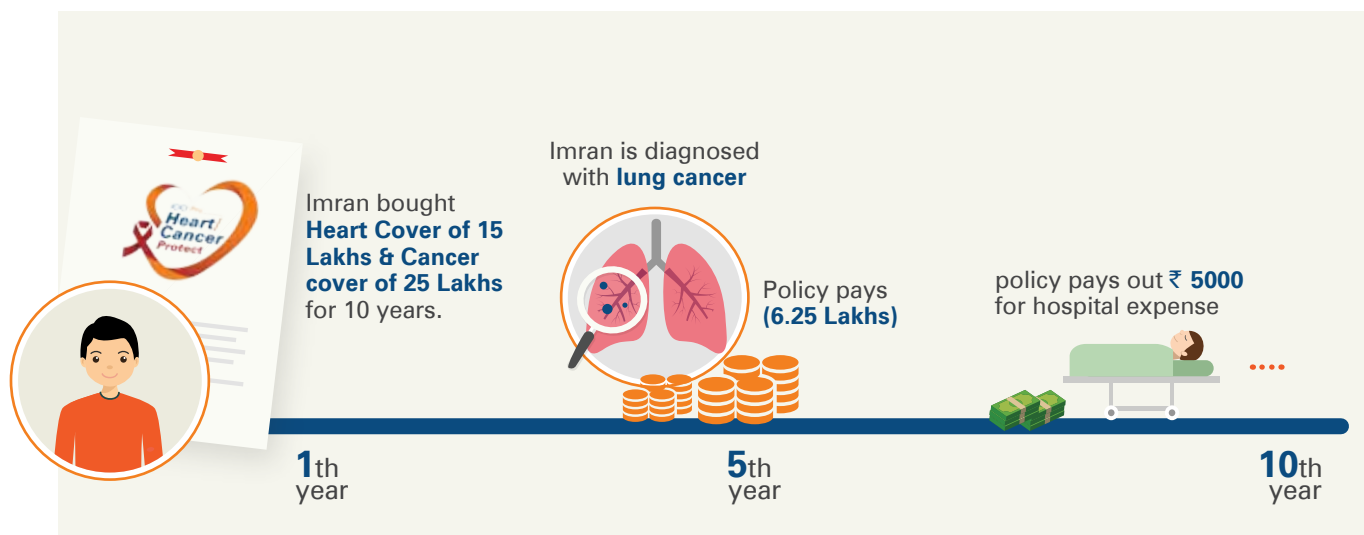 Heart/
Cancer
Protect
Imran bought
Heart Cover of 15
Lakhs & Cancer
cover of 25 Lakhs
for 10 years.
Imran is diagnosed
with lung cancer
Policy pays
(6.25 Lakhs)
policy pays out ₹ 5000
for hospital expense
1th
year
5th
year
10th
year